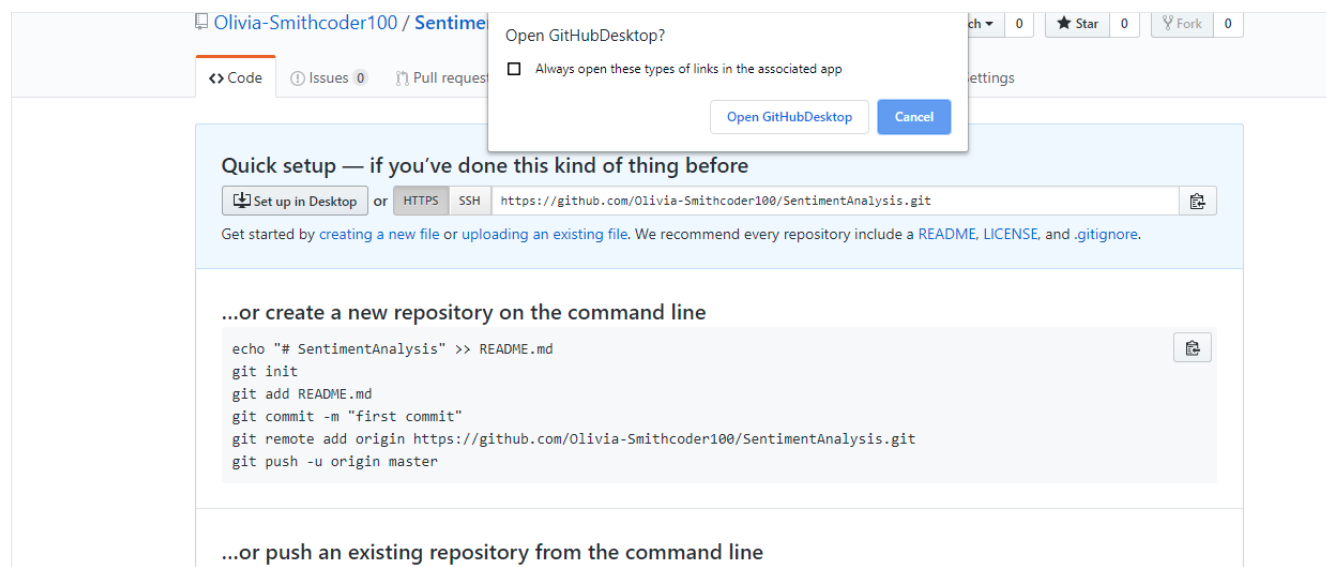 Olivia-Smithcoder100 / Sentime
ch 0 Star 0 Fork 0
Open GitHubDesktop?
Always open these types of links in the associated app
Open GitHubDesktop Cancel
Code Issues 0 Pull reques ettings
Quick setup — if you’ve done this kind of thing before
Set up in Desktop or HTTPS SSH https://github.com/Olivia-Smithcoder100/SentimentAnalysis.git
Get started by creating a new file or uploading an existing file. We recommend every repository include a README, LICENSE, and .gitignore.
…or create a new repository on the command line
echo "# SentimentAnalysis" >> README.md
git init
git add README.md
git commit -m "first commit"
git remote add origin https://github.com/Olivia-Smithcoder100/SentimentAnalysis.git
git push -u origin master
…or push an existing repository from the command line